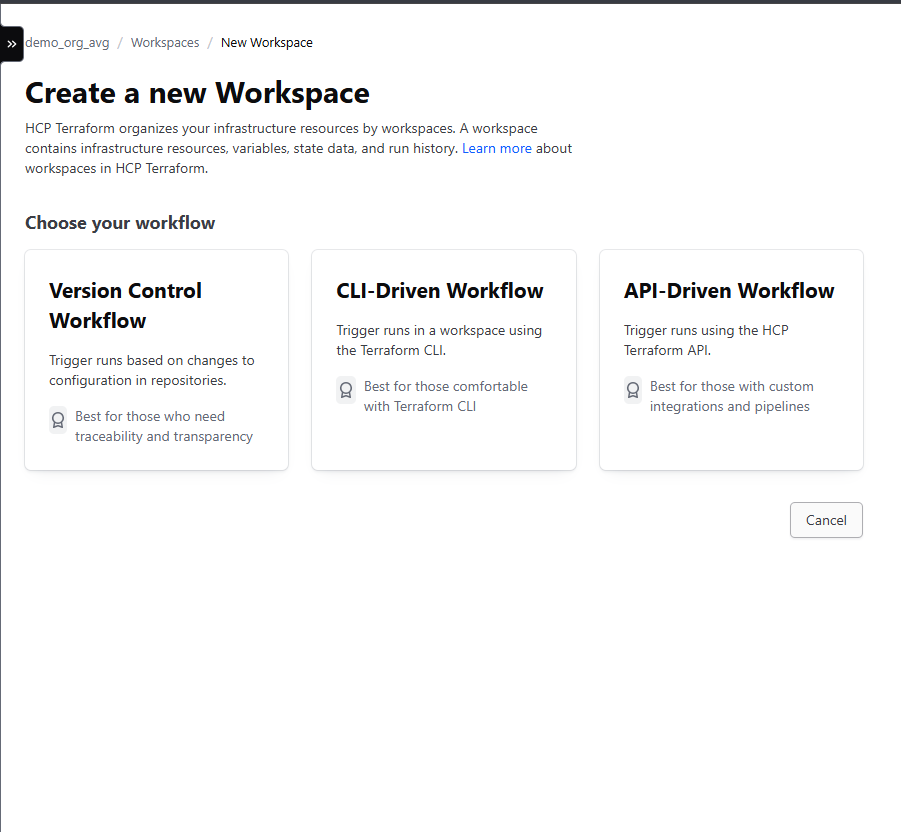 demo_org_avg / Workspaces / New Workspace
Create a new Workspace
HCP Terraform organizes your infrastructure resources by workspaces. A workspace
contains infrastructure resources, variables, state data, and run history. Learn more about
workspaces in HCP Terraform.
Choose your workflow
Version Control
Workflow
Trigger runs based on changes to
configuration in repositories.
Best for those who need
traceability and transparency
CLI-Driven Workflow
Trigger runs in a workspace using
the Terraform CLI.
Best for those comfortable
with Terraform CLI
API-Driven Workflow
Trigger runs using the HCP
Terraform API.
Best for those with custom
integrations and pipelines
Cancel